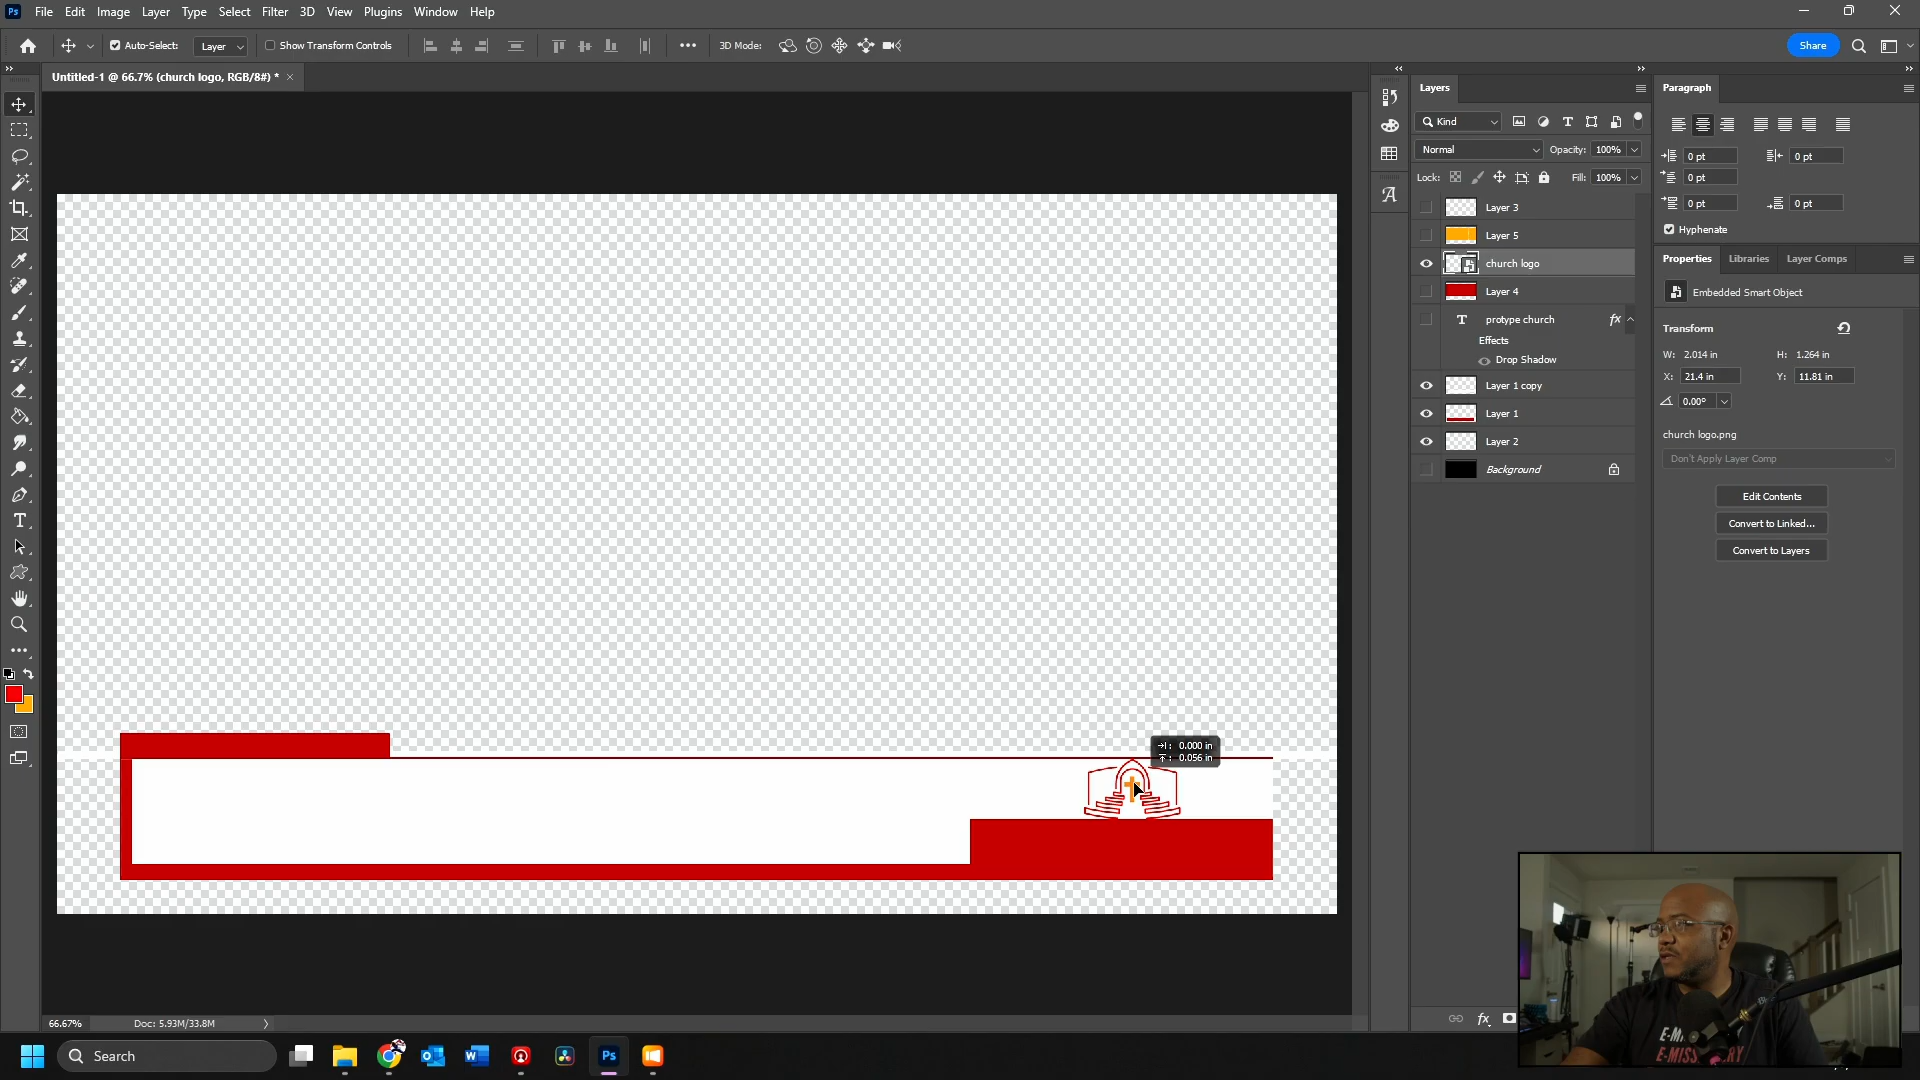 Ps File Edit Image Layer Type Select Filter 3D View Plugins Window Help
Auto-Select: Layer Show Transform Controls 3D Mode: Share
Untitled-1 @ 66.7% (church logo, RGB/8#) *
Layers
Kind
Normal Opacity: 100%
Lock: Fill: 100%
Layer 3
Layer 5
church logo
Layer 4
T protype church fx
Effects
Drop Shadow
Layer 1 copy
Layer 1
Layer 2
Background
Paragraph
0 pt 0 pt
0 pt
0 pt 0 pt
Hyphenate
Properties Libraries Layer Comps
Embedded Smart Object
Transform
W: 2.014 in H: 1.264 in
X: 21.4 in Y: 11.81 in
0.00°
church logo.png
Don't Apply Layer Comp
Edit Contents
Convert to Linked...
Convert to Layers
: 0.000 in
: 0.056 in
66.67% Doc: 5.93M/33.8M
fx
Search
Ps